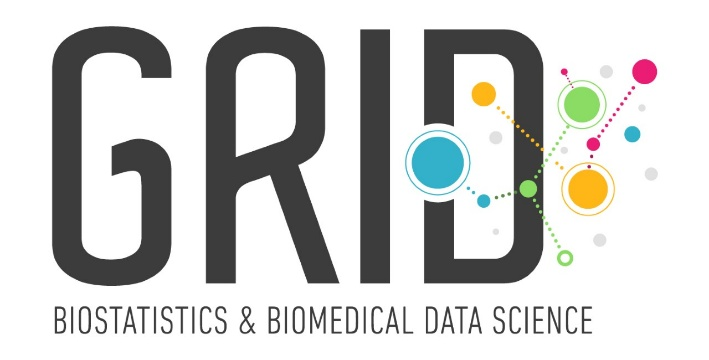 GRID
BIOSTATISTICS & BIOMEDICAL DATA SCIENCE